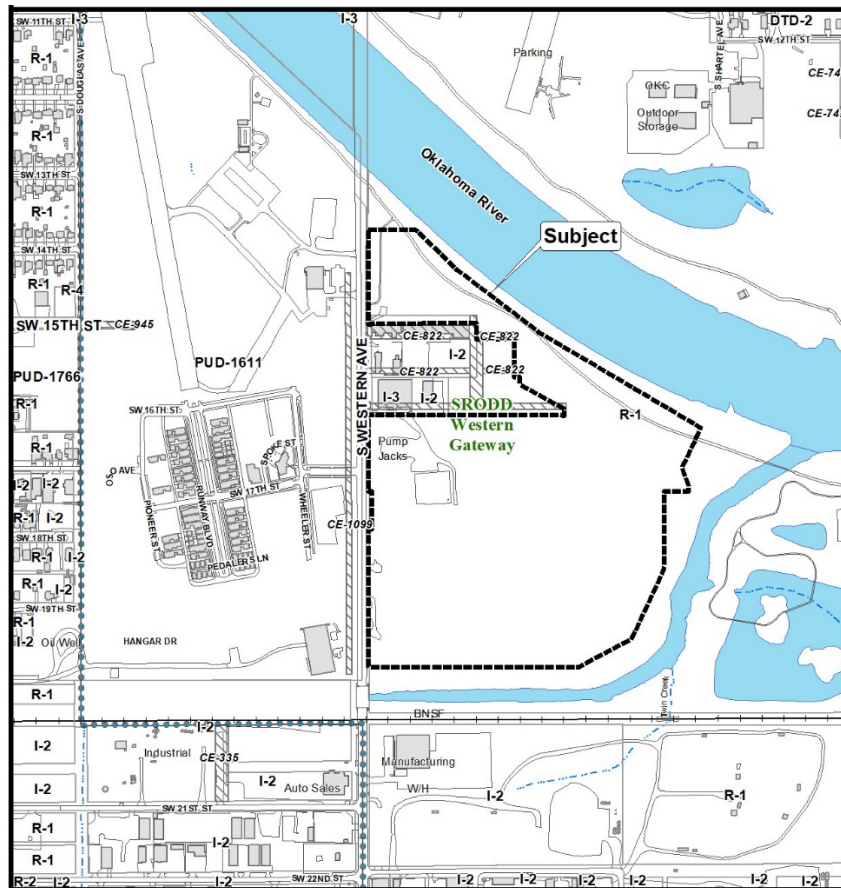 SW 11TH ST
I-3
I-3
DTD-2
SW 12TH ST
S SHARTEL AVE
CE-74
CE-74
R-1
S DOUGLAS AVE
Parking
OKC
Outdoor
Storage
R-1
SW 13TH ST
Oklahoma River
R-1
Subject
SW 14TH ST
R-1
R-4
SW 15TH ST
CE-945
PUD-1611
S WESTERN AVE
CE-822
CE-822
I-2
CE-822
CE-822
PUD-1766
R-1
I-3
I-2
SRODD
Western
Gateway
R-1
SW 16TH ST
Pump
Jacks
R-1
SPOKE ST
OSO AVE
SW 17TH ST
I-2
I-2
PIONEER ST
RUNWAY BLVD
WHEELER ST
R-1
I-2
CE-1099
SW 18TH ST
R-1
I-2
PEDALERS LN
R-1
I-2
SW 19TH ST
R-1
I-2
Oil Well
HANGAR DR
R-1
Twin Creek
BNSF
I-2
I-2
Industrial
CE-335
Manufacturing
I-2
I-2
Auto Sales
W/H
I-2
R-1
SW 21ST ST
R-1
I-2
R-1
SW 22ND ST
R-2
I-2
I-2
I-2
I-2
I-2
I-2